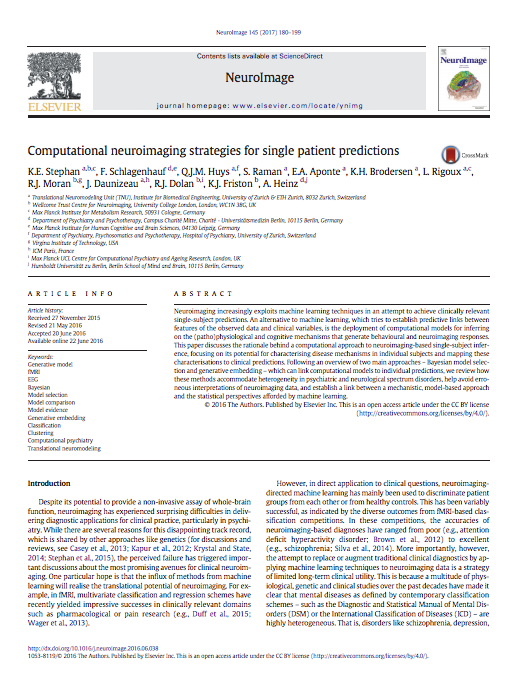 NeuroImage 145 (2017) 180–199
Contents lists available at ScienceDirect
NeuroImage
journal homepage: www.elsevier.com/locate/ynimg
ELSEVIER
NeuroImage
Computational neuroimaging strategies for single patient predictions
CrossMark
K.E. Stephan a,b,c, F. Schlagenhauf d,e, Q.J.M. Huys a,f, S. Raman a, E.A. Aponte a, K.H. Brodersen a, L. Rigoux a,c,
R.J. Moran b,g, J. Daunizeau a,h, R.J. Dolan b,i, K.J. Friston b, A. Heinz d,j
a Translational Neuromodeling Unit (TNU), Institute for Biomedical Engineering, University of Zurich & ETH Zurich, 8032 Zurich, Switzerland
b Wellcome Trust Centre for Neuroimaging, University College London, London, WC1N 3BG, UK
c Max Planck Institute for Metabolism Research, 50931 Cologne, Germany
d Department of Psychiatry and Psychotherapy, Campus Charité Mitte, Charité - Universitätsmedizin Berlin, 10115 Berlin, Germany
e Max Planck Institute for Human Cognitive and Brain Sciences, 04130 Leipzig, Germany
f Department of Psychiatry, Psychosomatics and Psychotherapy, Hospital of Psychiatry, University of Zurich, Switzerland
g Virginia Institute of Technology, USA
h ICM Paris, France
i Max Planck UCL Centre for Computational Psychiatry and Ageing Research, London, UK
j Humboldt Universität zu Berlin, Berlin School of Mind and Brain, 10115 Berlin, Germany
ARTICLE INFO
Article history:
Received 27 November 2015
Revised 21 May 2016
Accepted 20 June 2016
Available online 22 June 2016
Keywords:
Generative model
fMRI
EEG
Bayesian
Model selection
Model comparison
Model evidence
Generative embedding
Classification
Clustering
Computational psychiatry
Translational neuromodeling
ABSTRACT
Neuroimaging increasingly exploits machine learning techniques in an attempt to achieve clinically relevant
single-subject predictions. An alternative to machine learning, which tries to establish predictive links between
features of the observed data and clinical variables, is the deployment of computational models for inferring
on the (patho)physiological and cognitive mechanisms that generate behavioural and neuroimaging responses.
This paper discusses the rationale behind a computational approach to neuroimaging-based single-subject infer-
ence, focusing on its potential for characterising disease mechanisms in individual subjects and mapping these
characterisations to clinical predictions. Following an overview of two main approaches – Bayesian model selec-
tion and generative embedding – which can link computational models to individual predictions, we review how
these methods accommodate heterogeneity in psychiatric and neurological spectrum disorders, help avoid erro-
neous interpretations of neuroimaging data, and establish a link between a mechanistic, model-based approach
and the statistical perspectives afforded by machine learning.
© 2016 The Authors. Published by Elsevier Inc. This is an open access article under the CC BY license
(http://creativecommons.org/licenses/by/4.0/).
Introduction
Despite its potential to provide a non-invasive assay of whole-brain
function, neuroimaging has experienced surprising difficulties in deliv-
ering diagnostic applications for clinical practice, particularly in psychi-
atry. While there are several reasons for this disappointing track record,
which is shared by other approaches like genetics (for discussions and
reviews, see Casey et al., 2013; Kapur et al., 2012; Krystal and State,
2014; Stephan et al., 2015), the perceived failure has triggered impor-
tant discussions about the most promising avenues for clinical neuroim-
aging. One particular hope is that the influx of methods from machine
learning will realise the translational potential of neuroimaging. For ex-
ample, in fMRI, multivariate classification and regression schemes have
recently yielded impressive successes in clinically relevant domains
such as pharmacological or pain research (e.g., Duff et al., 2015;
Wager et al., 2013).
However, in direct application to clinical questions, neuroimaging-
directed machine learning has mainly been used to discriminate patient
groups from each other or from healthy controls. This has been variably
successful, as indicated by the diverse outcomes from fMRI-based clas-
sification competitions. In these competitions, the accuracies of
neuroimaging-based diagnoses have ranged from poor (e.g., attention
deficit hyperactivity disorder; Brown et al., 2012) to excellent
(e.g., schizophrenia; Silva et al., 2014). More importantly, however,
the attempt to replace or augment traditional clinical diagnostics by ap-
plying machine learning techniques to neuroimaging data is a strategy
of limited long-term clinical utility. This is because a multitude of phys-
iological, genetic and clinical studies over the past decades have made it
clear that mental diseases as defined by contemporary classification
schemes – such as the Diagnostic and Statistical Manual of Mental Dis-
orders (DSM) or the International Classification of Diseases (ICD) – are
highly heterogeneous. That is, disorders like schizophrenia, depression,
http://dx.doi.org/10.1016/j.neuroimage.2016.06.038
1053-8119/© 2016 The Authors. Published by Elsevier Inc. This is an open access article under the CC BY license (http://creativecommons.org/licenses/by/4.0/).